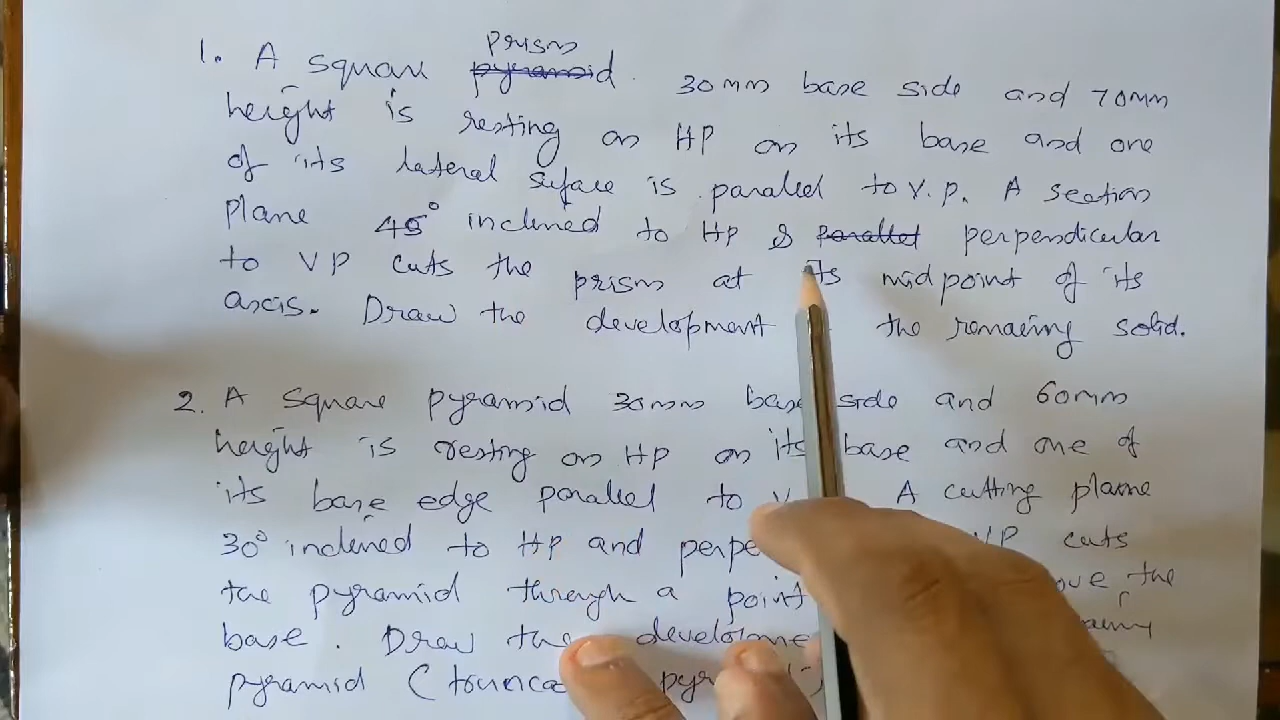 prism
1. A square pyramid 30mm base side and 70mm
height is resting on HP on its base and one
of its lateral suface is parallel to V.P. A section
plane 45° inclined to HP & parallel perpendicular
to VP cuts the prism at its midpoint of its
axis. Draw the development the remaing solid.
2. A square pyramid 30mm base side and 60mm
height is resting on HP on its base and one of
its base edge parallel to A cutting plane
30° inclined to HP and VP cuts
the pyramid through a point the
base. Draw the
pyramid (